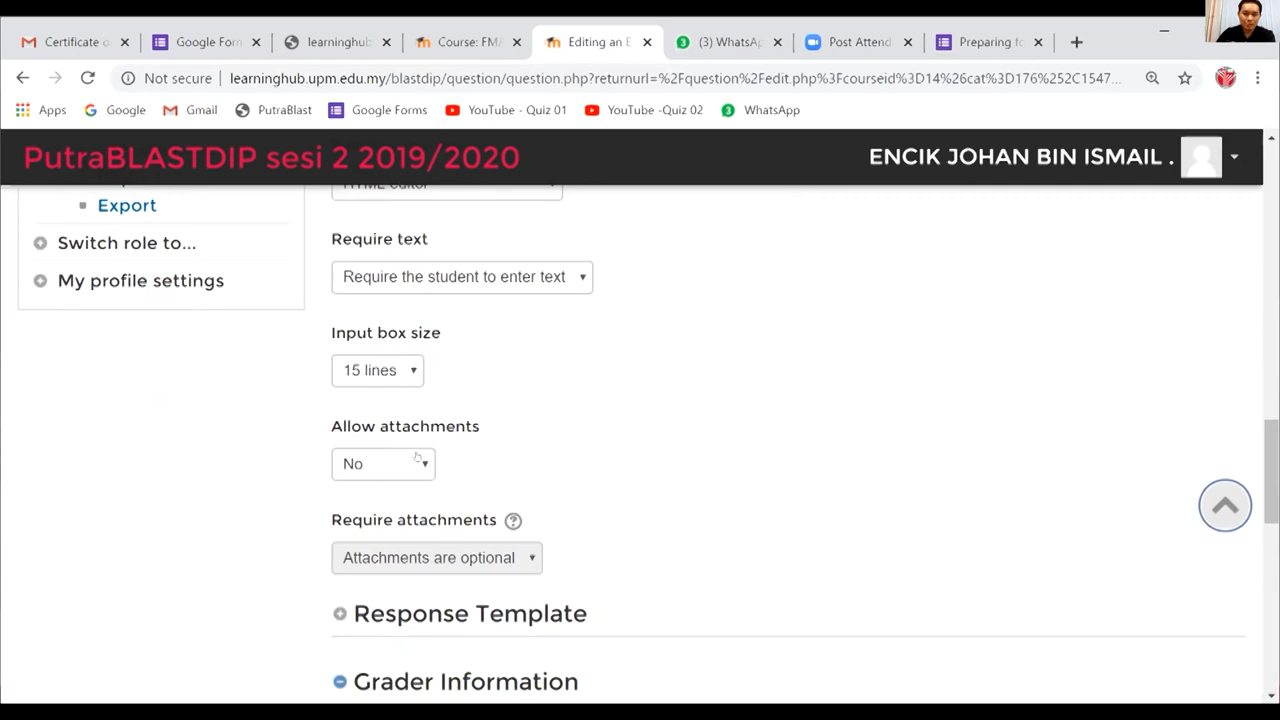 Certificate o
Google For
learninghub
Course: FMA
Editing an E
(3) WhatsA
Post Attend
Preparing fo
Not secure
learninghub.upm.edu.my/blastdip/question/question.php?returnurl=%2Fquestion%2Fedit.php%3Fcourseid%3D14%26cat%3D176%252C1547...
Apps
Google
Gmail
PutraBlast
Google Forms
YouTube - Quiz 01
YouTube -Quiz 02
WhatsApp
PutraBLASTDIP sesi 2 2019/2020
ENCIK JOHAN BIN ISMAIL .
HTML editor
Export
Switch role to...
My profile settings
Require text
Require the student to enter text
Input box size
15 lines
Allow attachments
No
Require attachments
Attachments are optional
Response Template
Grader Information